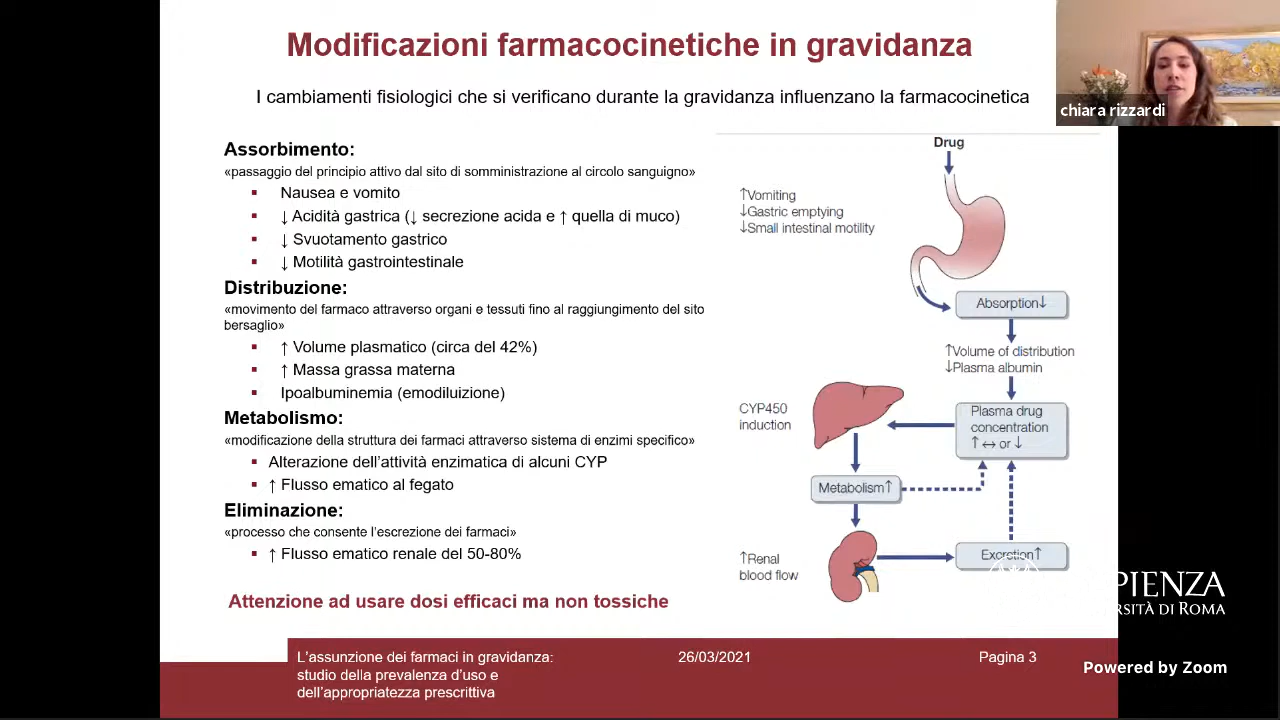 Modificazioni farmacocinetiche in gravidanza
I cambiamenti fisiologici che si verificano durante la gravidanza influenzano la farmacocinetica
chiara rizzardi
Assorbimento:
«passaggio del principio attivo dal sito di somministrazione al circolo sanguigno»
▪ Nausea e vomito
▪ ↓ Acidità gastrica (↓ secrezione acida e ↑ quella di muco)
▪ ↓ Svuotamento gastrico
▪ ↓ Motilità gastrointestinale
Distribuzione:
«movimento del farmaco attraverso organi e tessuti fino al raggiungimento del sito
bersaglio»
▪ ↑ Volume plasmatico (circa del 42%)
▪ ↑ Massa grassa materna
▪ Ipoalbuminemia (emodiluizione)
Metabolismo:
«modificazione della struttura dei farmaci attraverso sistema di enzimi specifico»
▪ Alterazione dell'attività enzimatica di alcuni CYP
▪ ↑ Flusso ematico al fegato
Eliminazione:
«processo che consente l'escrezione dei farmaci»
▪ ↑ Flusso ematico renale del 50-80%
Attenzione ad usare dosi efficaci ma non tossiche
Drug
↑Vomiting
↓Gastric emptying
↓Small intestinal motility
Absorption↓
↑Volume of distribution
↓Plasma albumin
CYP450
induction
Plasma drug
concentration
↑ ↔ or ↓
Metabolism↑
↑Renal
blood flow
Excretion↑
PIENZA
RSITÀ DI ROMA
L'assunzione dei farmaci in gravidanza:
studio della prevalenza d'uso e
dell'appropriatezza prescrittiva
26/03/2021
Pagina 3
Powered by Zoom